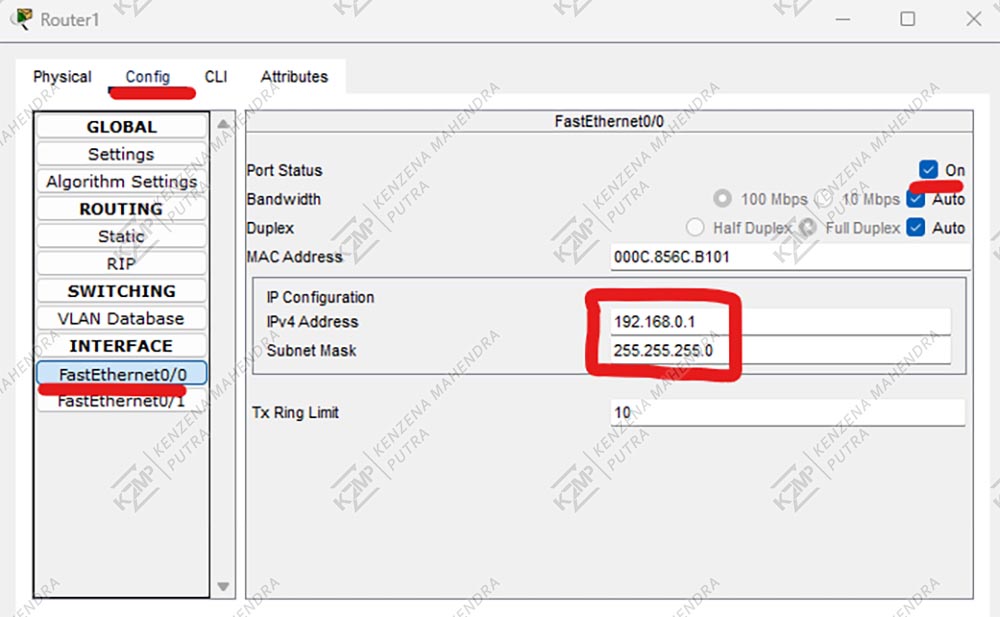 Router1
Physical Config CLI Attributes
GLOBAL
Settings
Algorithm Settings
ROUTING
Static
RIP
SWITCHING
VLAN Database
INTERFACE
FastEthernet0/0
FastEthernet0/1
FastEthernet0/0
Port Status On
Bandwidth 100 Mbps 10 Mbps Auto
Duplex Half Duplex Full Duplex Auto
MAC Address 000C.856C.B101
IP Configuration
IPv4 Address 192.168.0.1
Subnet Mask 255.255.255.0
Tx Ring Limit 10
KZMP KENZENA MAHENDRA PUTRA